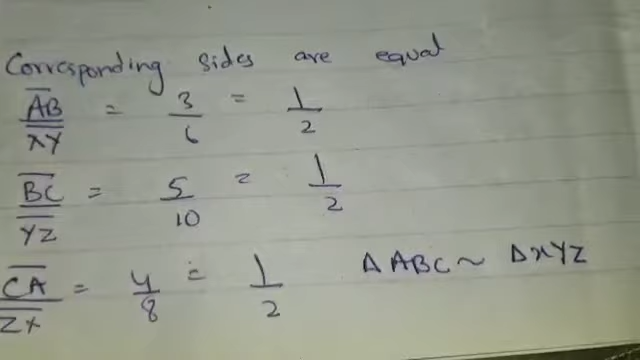 Corresponding sides are equal
AB/XY = 3/6 = 1/2
BC/YZ = 5/10 = 1/2
CA/ZX = 4/8 = 1/2 Δ ABC ~ ΔXYZ